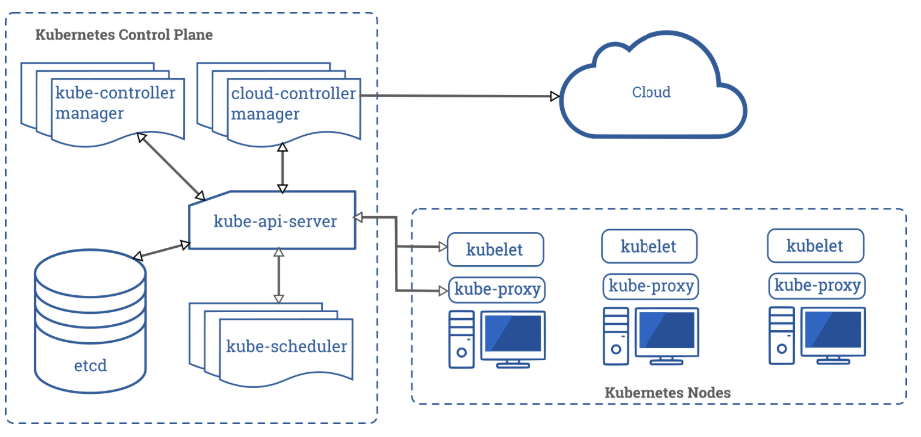 Kubernetes Control Plane
kube-controller
manager
cloud-controller
manager
Cloud
kube-api-server
etcd
kube-scheduler
kubelet
kube-proxy
kubelet
kube-proxy
kubelet
kube-proxy
Kubernetes Nodes